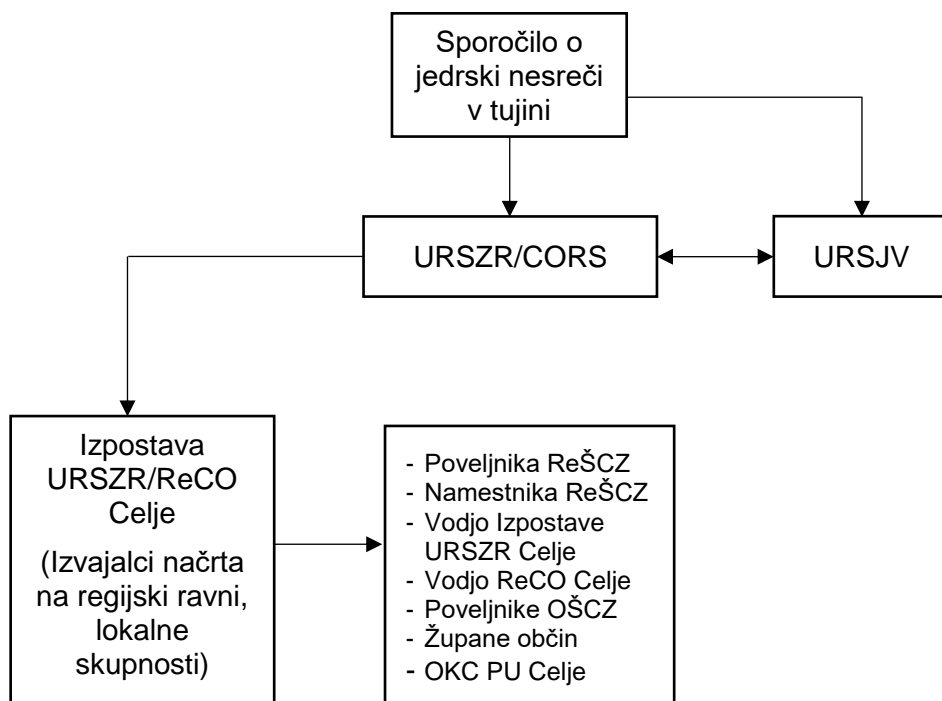 Sporočilo o
jedrski nesreči
v tujini
URSZR/CORS
URSJV
Izpostava
URSZR/ReCO
Celje
(Izvajalci načrta
na regijski ravni,
lokalne
skupnosti)
- Poveljnika ReŠCZ
- Namestnika ReŠCZ
- Vodjo Izpostave
URSZR Celje
- Vodjo ReCO Celje
- Poveljnike OŠCZ
- Župane občin
- OKC PU Celje